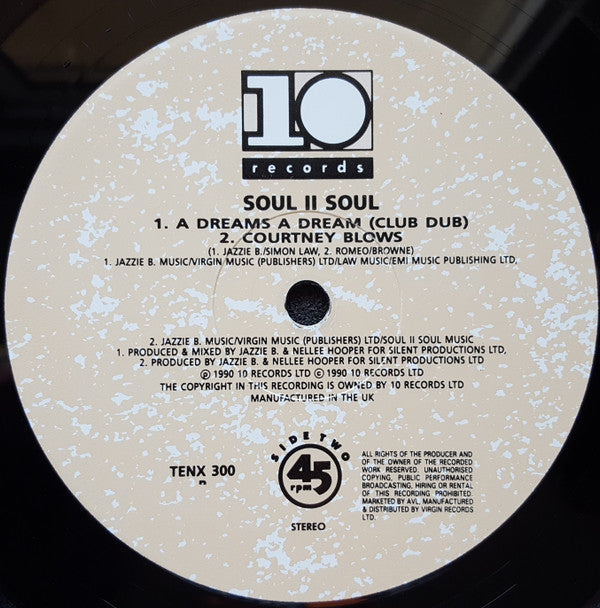 10
records
SOUL II SOUL
1. A DREAMS A DREAM (CLUB DUB)
2. COURTNEY BLOWS
(1. JAZZIE B./SIMON LAW, 2. ROMEO/BROWNE)
1. JAZZIE B. MUSIC/VIRGIN MUSIC (PUBLISHERS) LTD/LAW MUSIC/EMI MUSIC PUBLISHING LTD,
2. JAZZIE B. MUSIC/VIRGIN MUSIC (PUBLISHERS) LTD/SOUL II SOUL MUSIC
1. PRODUCED & MIXED BY JAZZIE B. & NELLEE HOOPER FOR SILENT PRODUCTIONS LTD,
2. PRODUCED BY JAZZIE B. & NELLEE HOOPER FOR SILENT PRODUCTIONS LTD
℗ 1990 10 RECORDS LTD © 1990 10 RECORDS LTD
THE COPYRIGHT IN THIS RECORDING IS OWNED BY 10 RECORDS LTD
MANUFACTURED IN THE UK
TENX 300
SIDE TWO
45
rpm
STEREO
ALL RIGHTS OF THE PRODUCER AND
OF THE OWNER OF THE RECORDED
WORK RESERVED. UNAUTHORISED
COPYING, PUBLIC PERFORMANCE
BROADCASTING, HIRING OR RENTAL
OF THIS RECORDING PROHIBITED.
MARKETED BY AVL, MANUFACTURED
& DISTRIBUTED BY VIRGIN RECORDS
LTD.